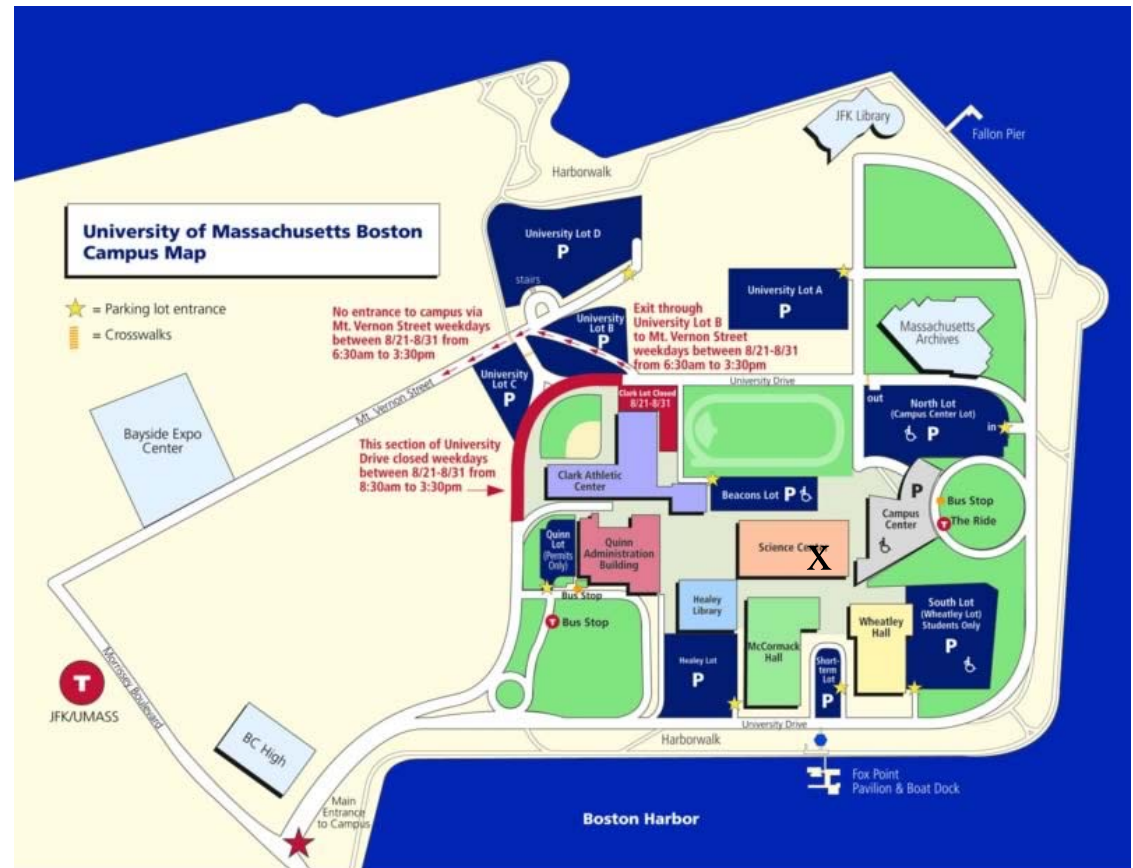 JFK Library
Fallon Pier
Harborwalk
University of Massachusetts Boston
Campus Map
University Lot D
P
stairs
= Parking lot entrance
= Crosswalks
No entrance to campus via
Mt. Vernon Street weekdays
between 8/21-8/31 from
6:30am to 3:30pm
University
Lot B
P
Exit through
University Lot B
to Mt. Vernon Street
weekdays between 8/21-8/31
from 6:30am to 3:30pm
University Lot A
P
Massachusetts
Archives
University
Lot C
P
Mt. Vernon Street
University Drive
Clark Lot Closed
8/21-8/31
out
North Lot
(Campus Center Lot)
P
in
Bayside Expo
Center
This section of University
Drive closed weekdays
between 8/21-8/31 from
8:30am to 3:30pm
Clark Athletic
Center
Beacons Lot P
P
Campus
Center
Bus Stop
T The Ride
Quinn
Lot
(Permits
Only)
Quinn
Administration
Building
Science Center
X
Bus Stop
T Bus Stop
Healey
Library
McCormack
Hall
Wheatley
Hall
South Lot
(Wheatley Lot)
Students Only
P
Healey Lot
P
Short-
term
Lot
P
University Drive
Harborwalk
T
JFK/UMASS
Morrissey Boulevard
BC High
Main
Entrance
to Campus
Fox Point
Pavilion & Boat Dock
Boston Harbor